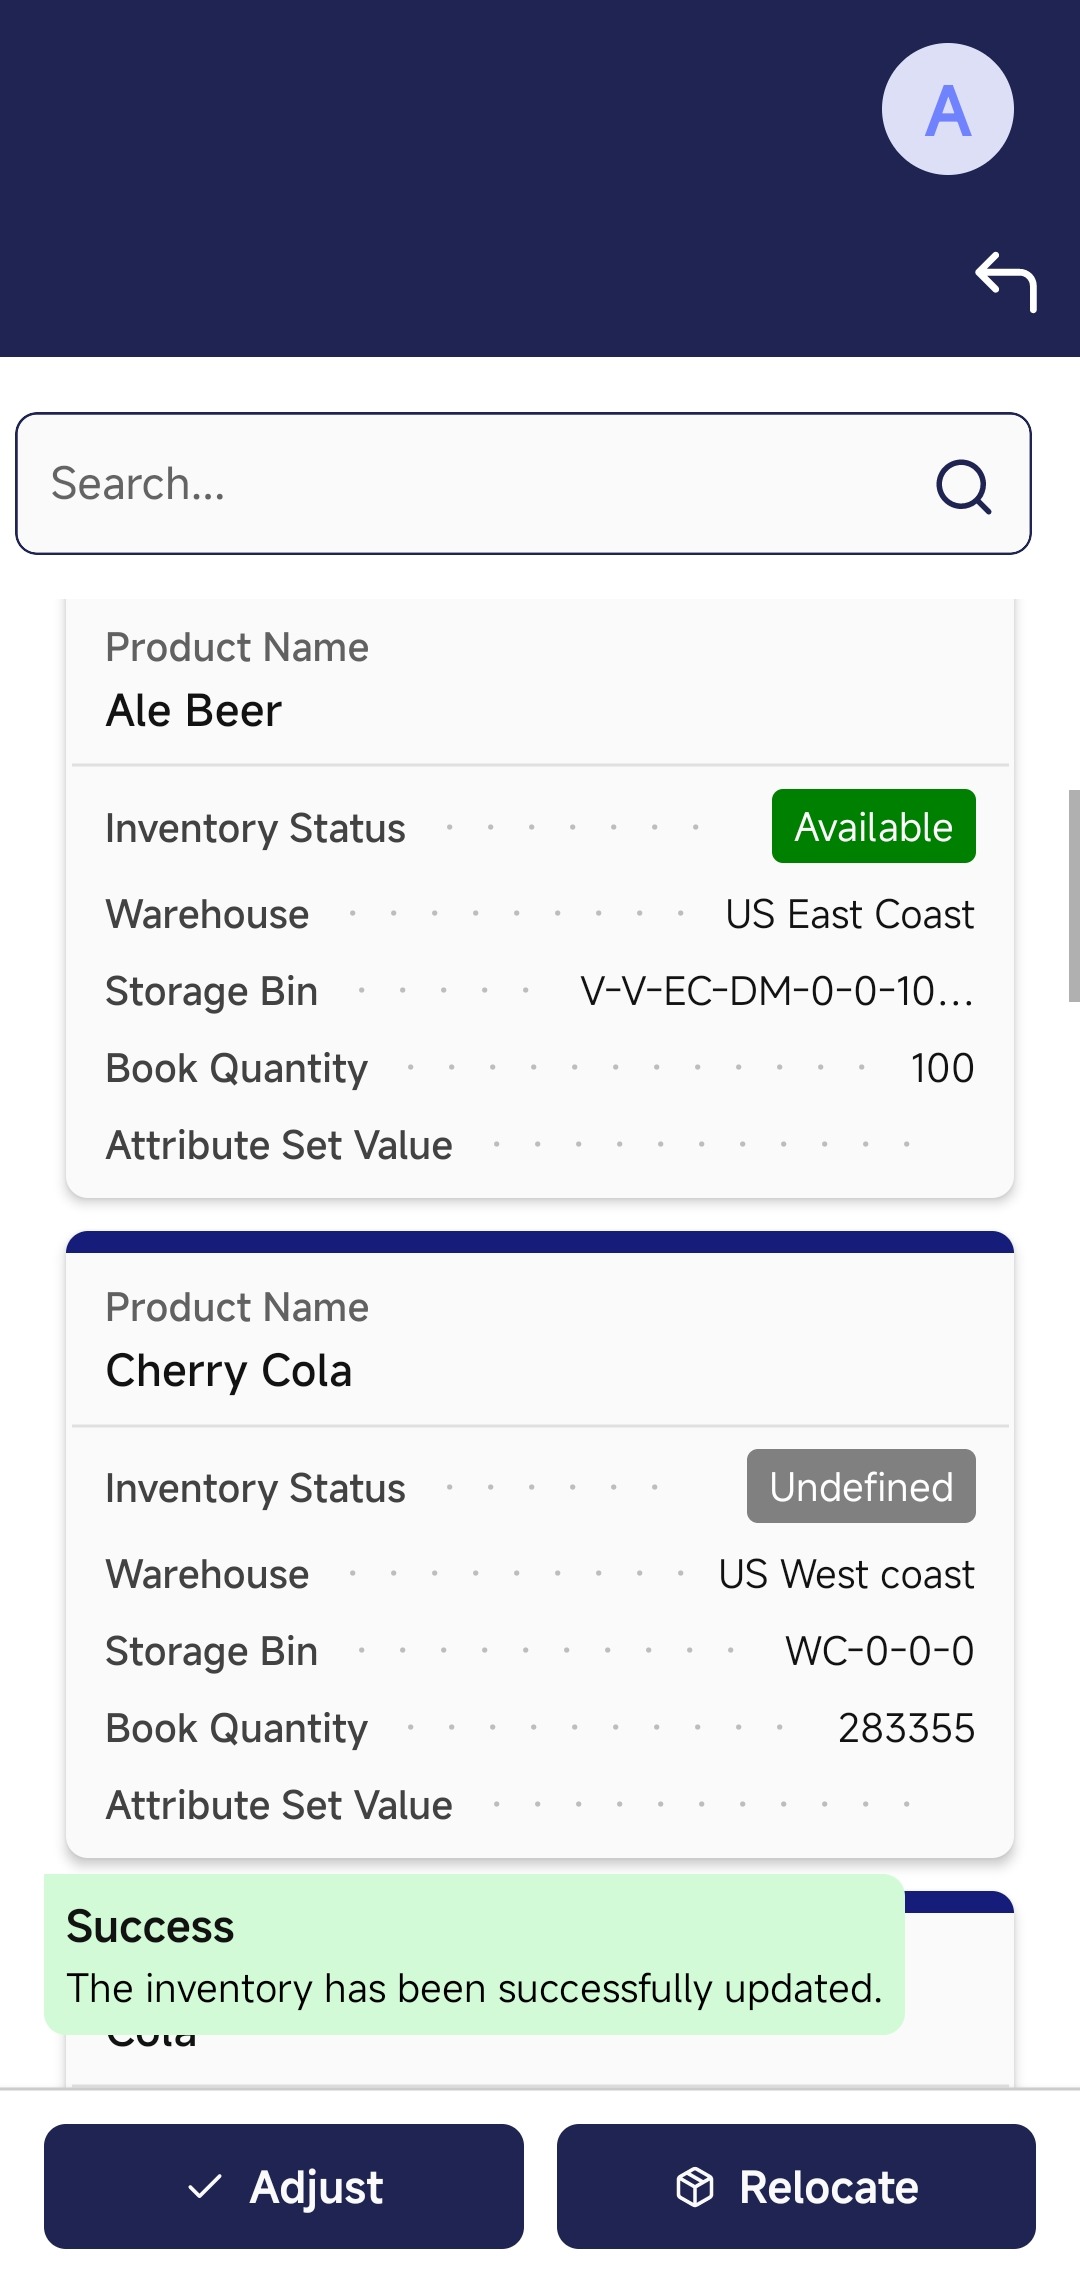 A
Search...
Product Name
Ale Beer
Inventory Status Available
Warehouse US East Coast
Storage Bin V-V-EC-DM-0-0-10...
Book Quantity 100
Attribute Set Value
Product Name
Cherry Cola
Inventory Status Undefined
Warehouse US West coast
Storage Bin WC-0-0-0
Book Quantity 283355
Attribute Set Value
Success
The inventory has been successfully updated.
Cola
Adjust Relocate